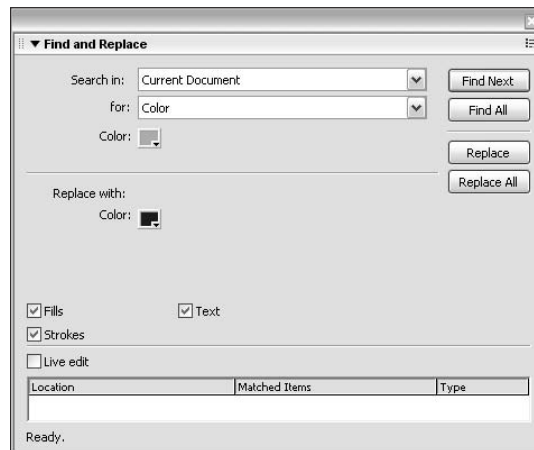 Find and Replace
Search in: Current Document Find Next
for: Color Find All
Color:
Replace
Replace All
Replace with:
Color:
Fills Text
Strokes
Live edit
Location Matched Items Type
Ready.